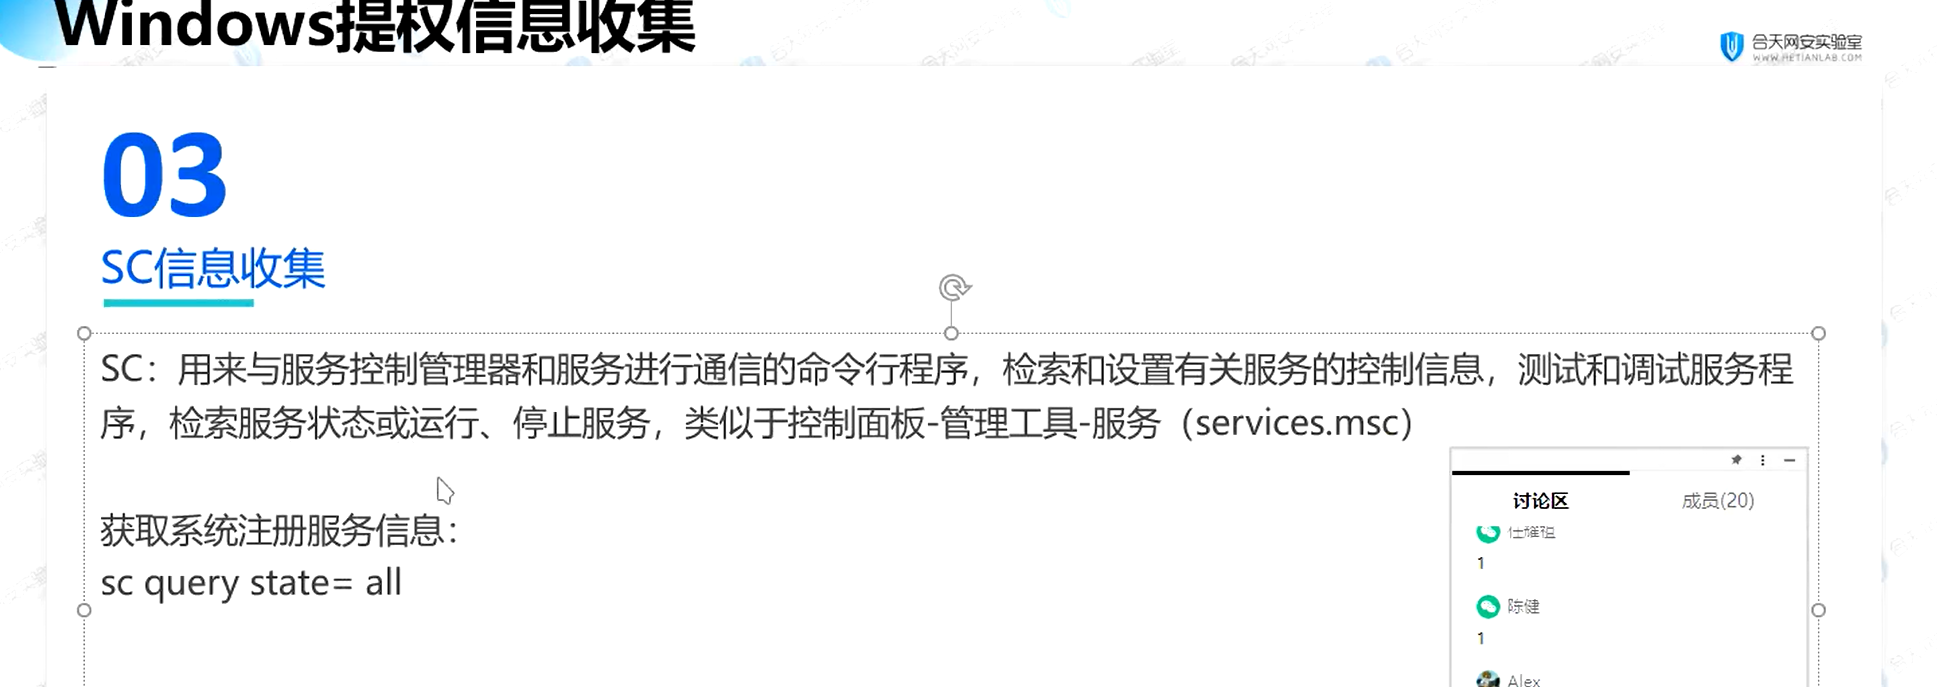 Windows提权信息收集
合天网安实验室
WWW.HETIANLAB.COM
03
SC信息收集
SC：用来与服务控制管理器和服务进行通信的命令行程序，检索和设置有关服务的控制信息，测试和调试服务程
序，检索服务状态或运行、停止服务，类似于控制面板-管理工具-服务（services.msc）
获取系统注册服务信息：
sc query state= all
讨论区
成员(20)
1
陈健
1
Alex